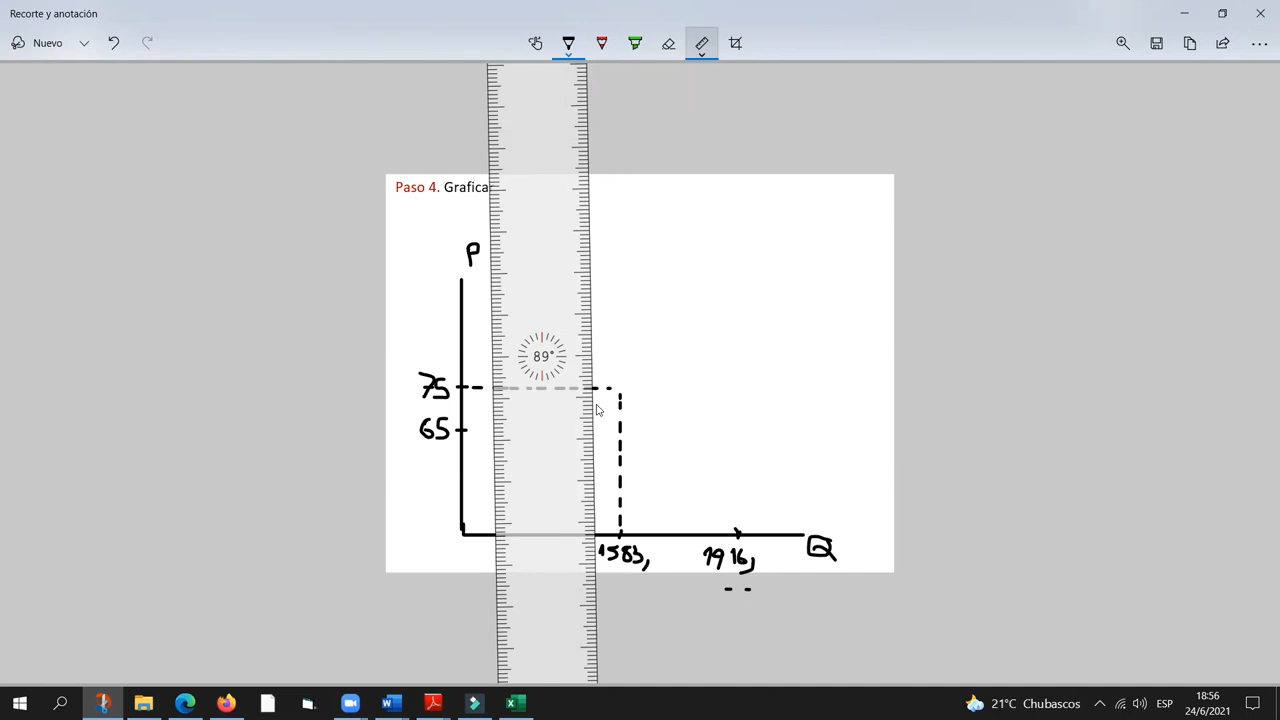 Recorte y anotación
Nuevo
Paso 4. Grafica
P
89°
75
65
1583,
1916,
Q
21°C Chubascos
ESP
18:56
24/6/2021